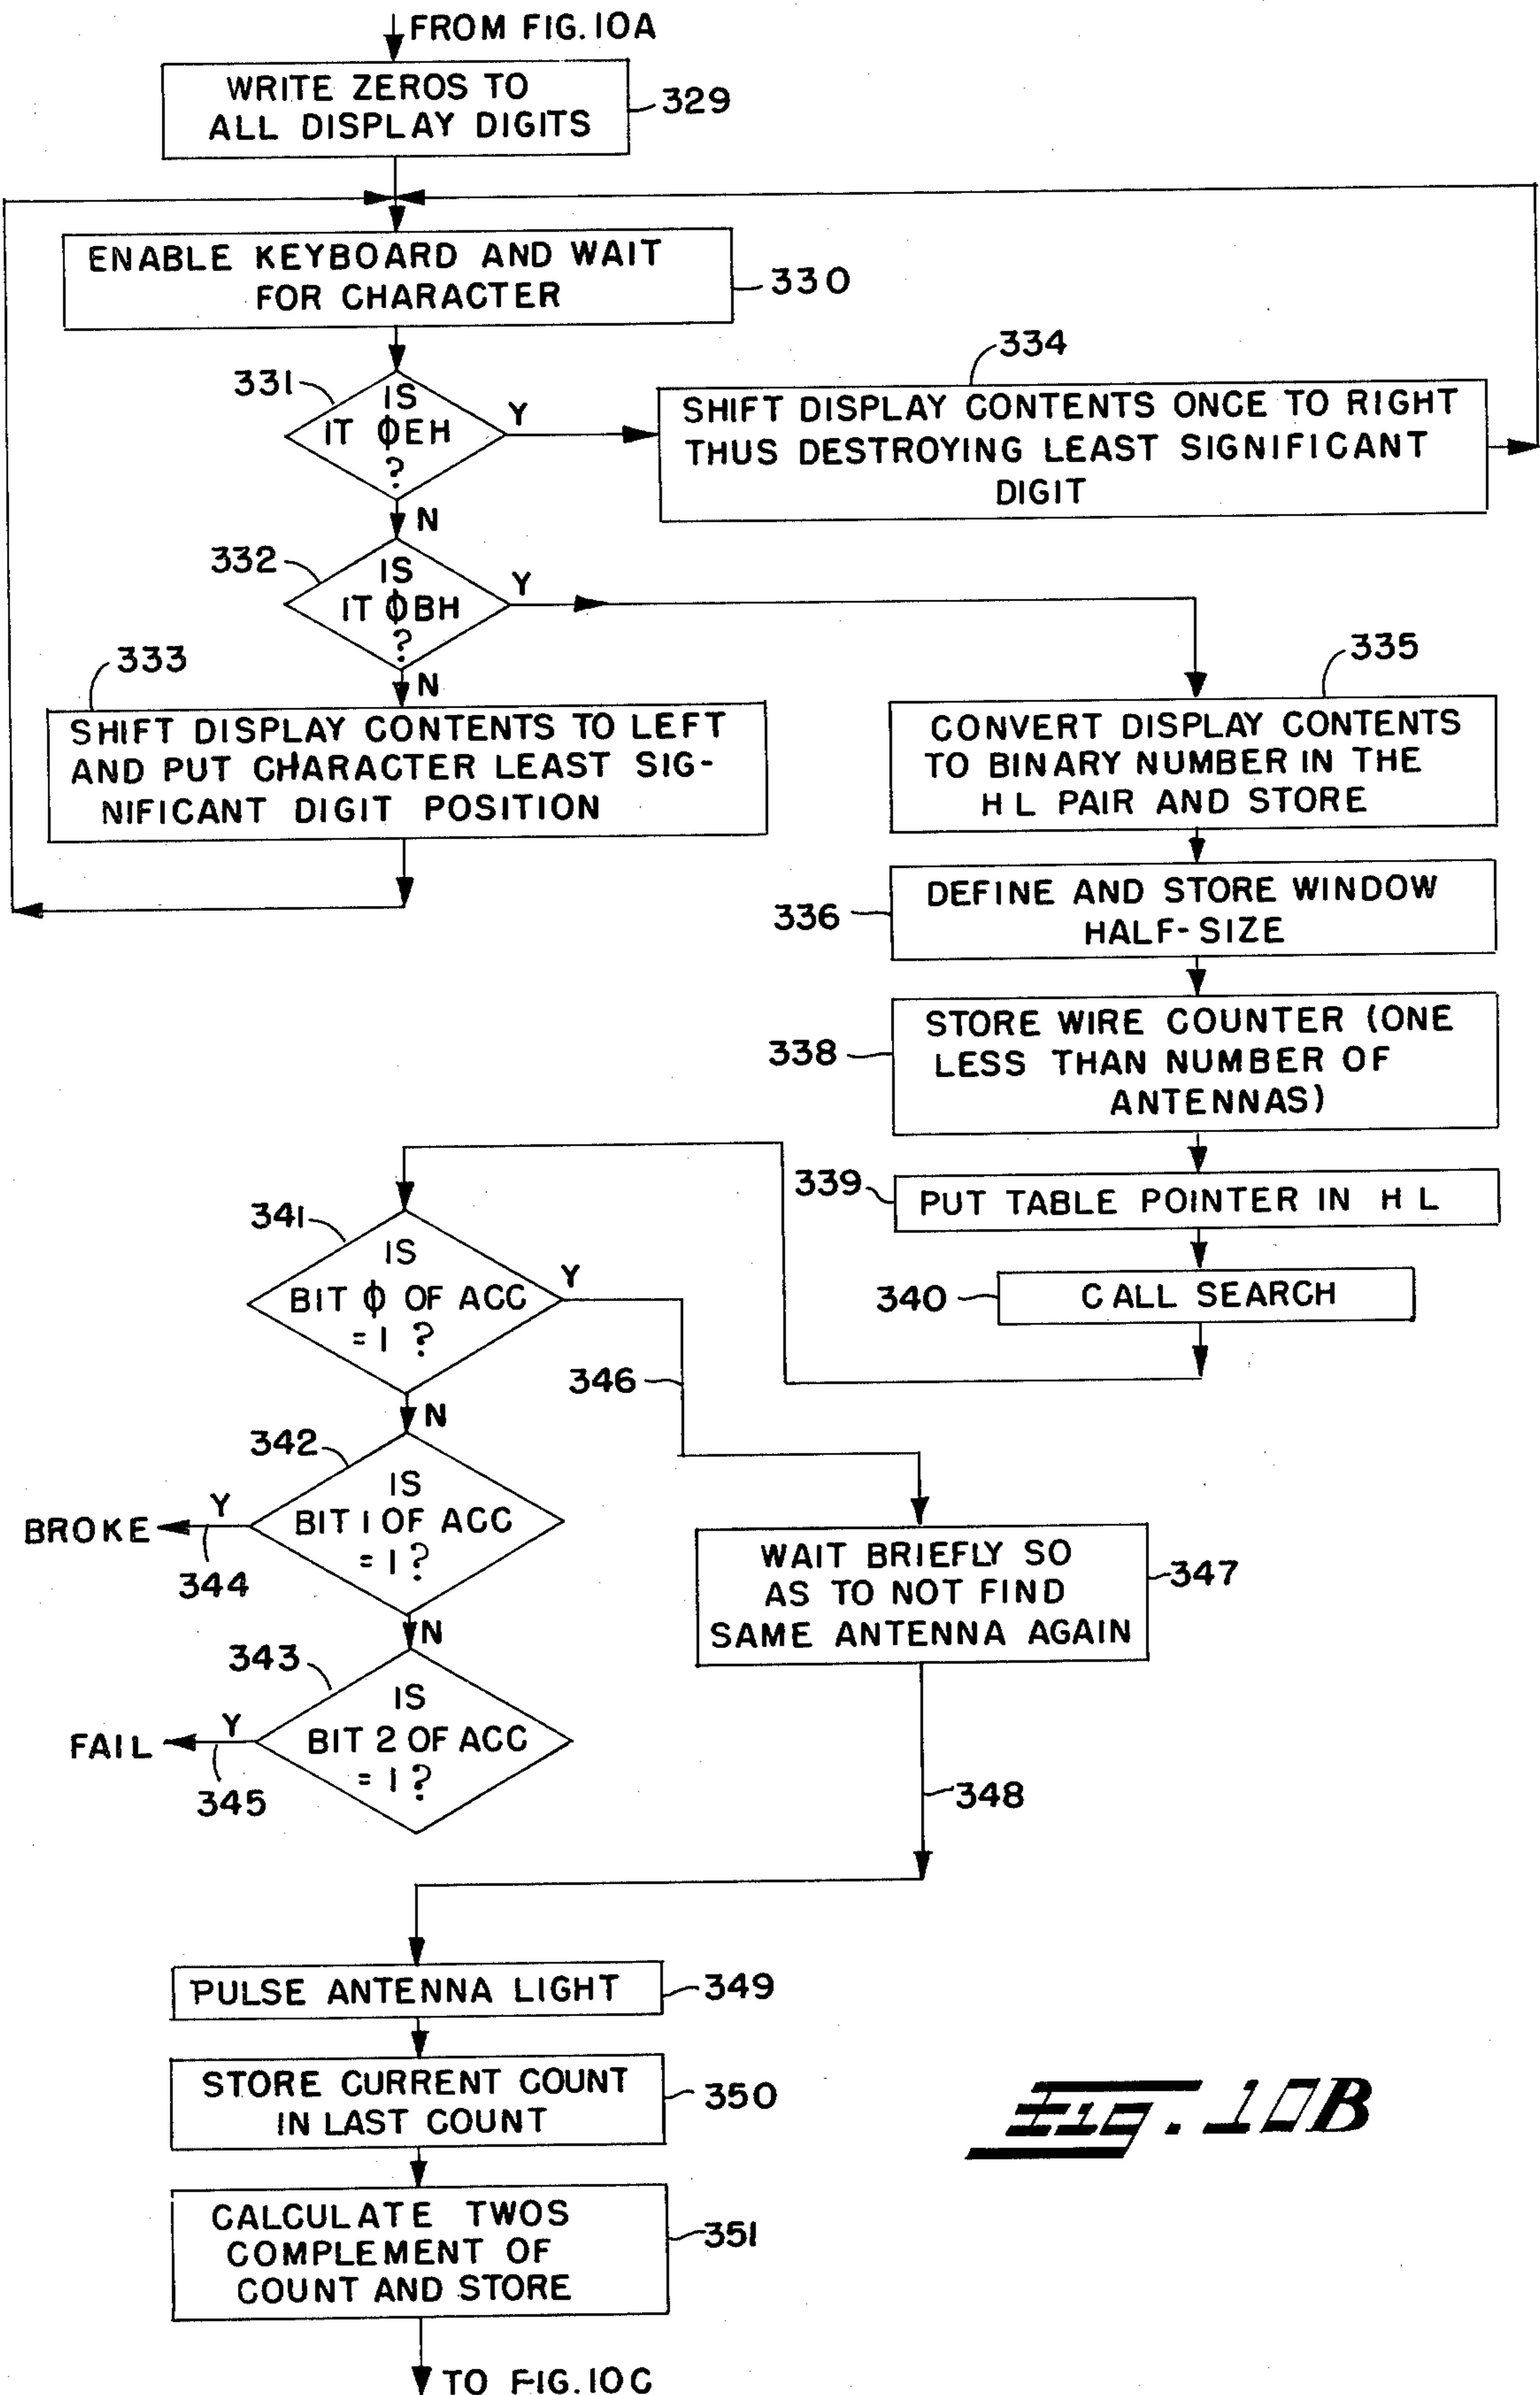 FROM FIG. 10A
WRITE ZEROS TO
ALL DISPLAY DIGITS
329
ENABLE KEYBOARD AND WAIT
FOR CHARACTER
330
331
IS
IT ΦEH
?
Y
334
SHIFT DISPLAY CONTENTS ONCE TO RIGHT
THUS DESTROYING LEAST SIGNIFICANT
DIGIT
N
332
IS
IT ΦBH
?
Y
N
333
SHIFT DISPLAY CONTENTS TO LEFT
AND PUT CHARACTER LEAST SIG-
NIFICANT DIGIT POSITION
335
CONVERT DISPLAY CONTENTS
TO BINARY NUMBER IN THE
HL PAIR AND STORE
336
DEFINE AND STORE WINDOW
HALF-SIZE
338
STORE WIRE COUNTER (ONE
LESS THAN NUMBER OF
ANTENNAS)
339
PUT TABLE POINTER IN HL
340
CALL SEARCH
341
IS
BIT Φ OF ACC
= 1 ?
Y
346
N
342
IS
BIT 1 OF ACC
= 1 ?
Y
BROKE
344
N
343
IS
BIT 2 OF ACC
= 1 ?
Y
FAIL
345
WAIT BRIEFLY SO
AS TO NOT FIND
SAME ANTENNA AGAIN
347
348
PULSE ANTENNA LIGHT
349
STORE CURRENT COUNT
IN LAST COUNT
350
CALCULATE TWOS
COMPLEMENT OF
COUNT AND STORE
351
TO FIG. 10C
Fig. 10B